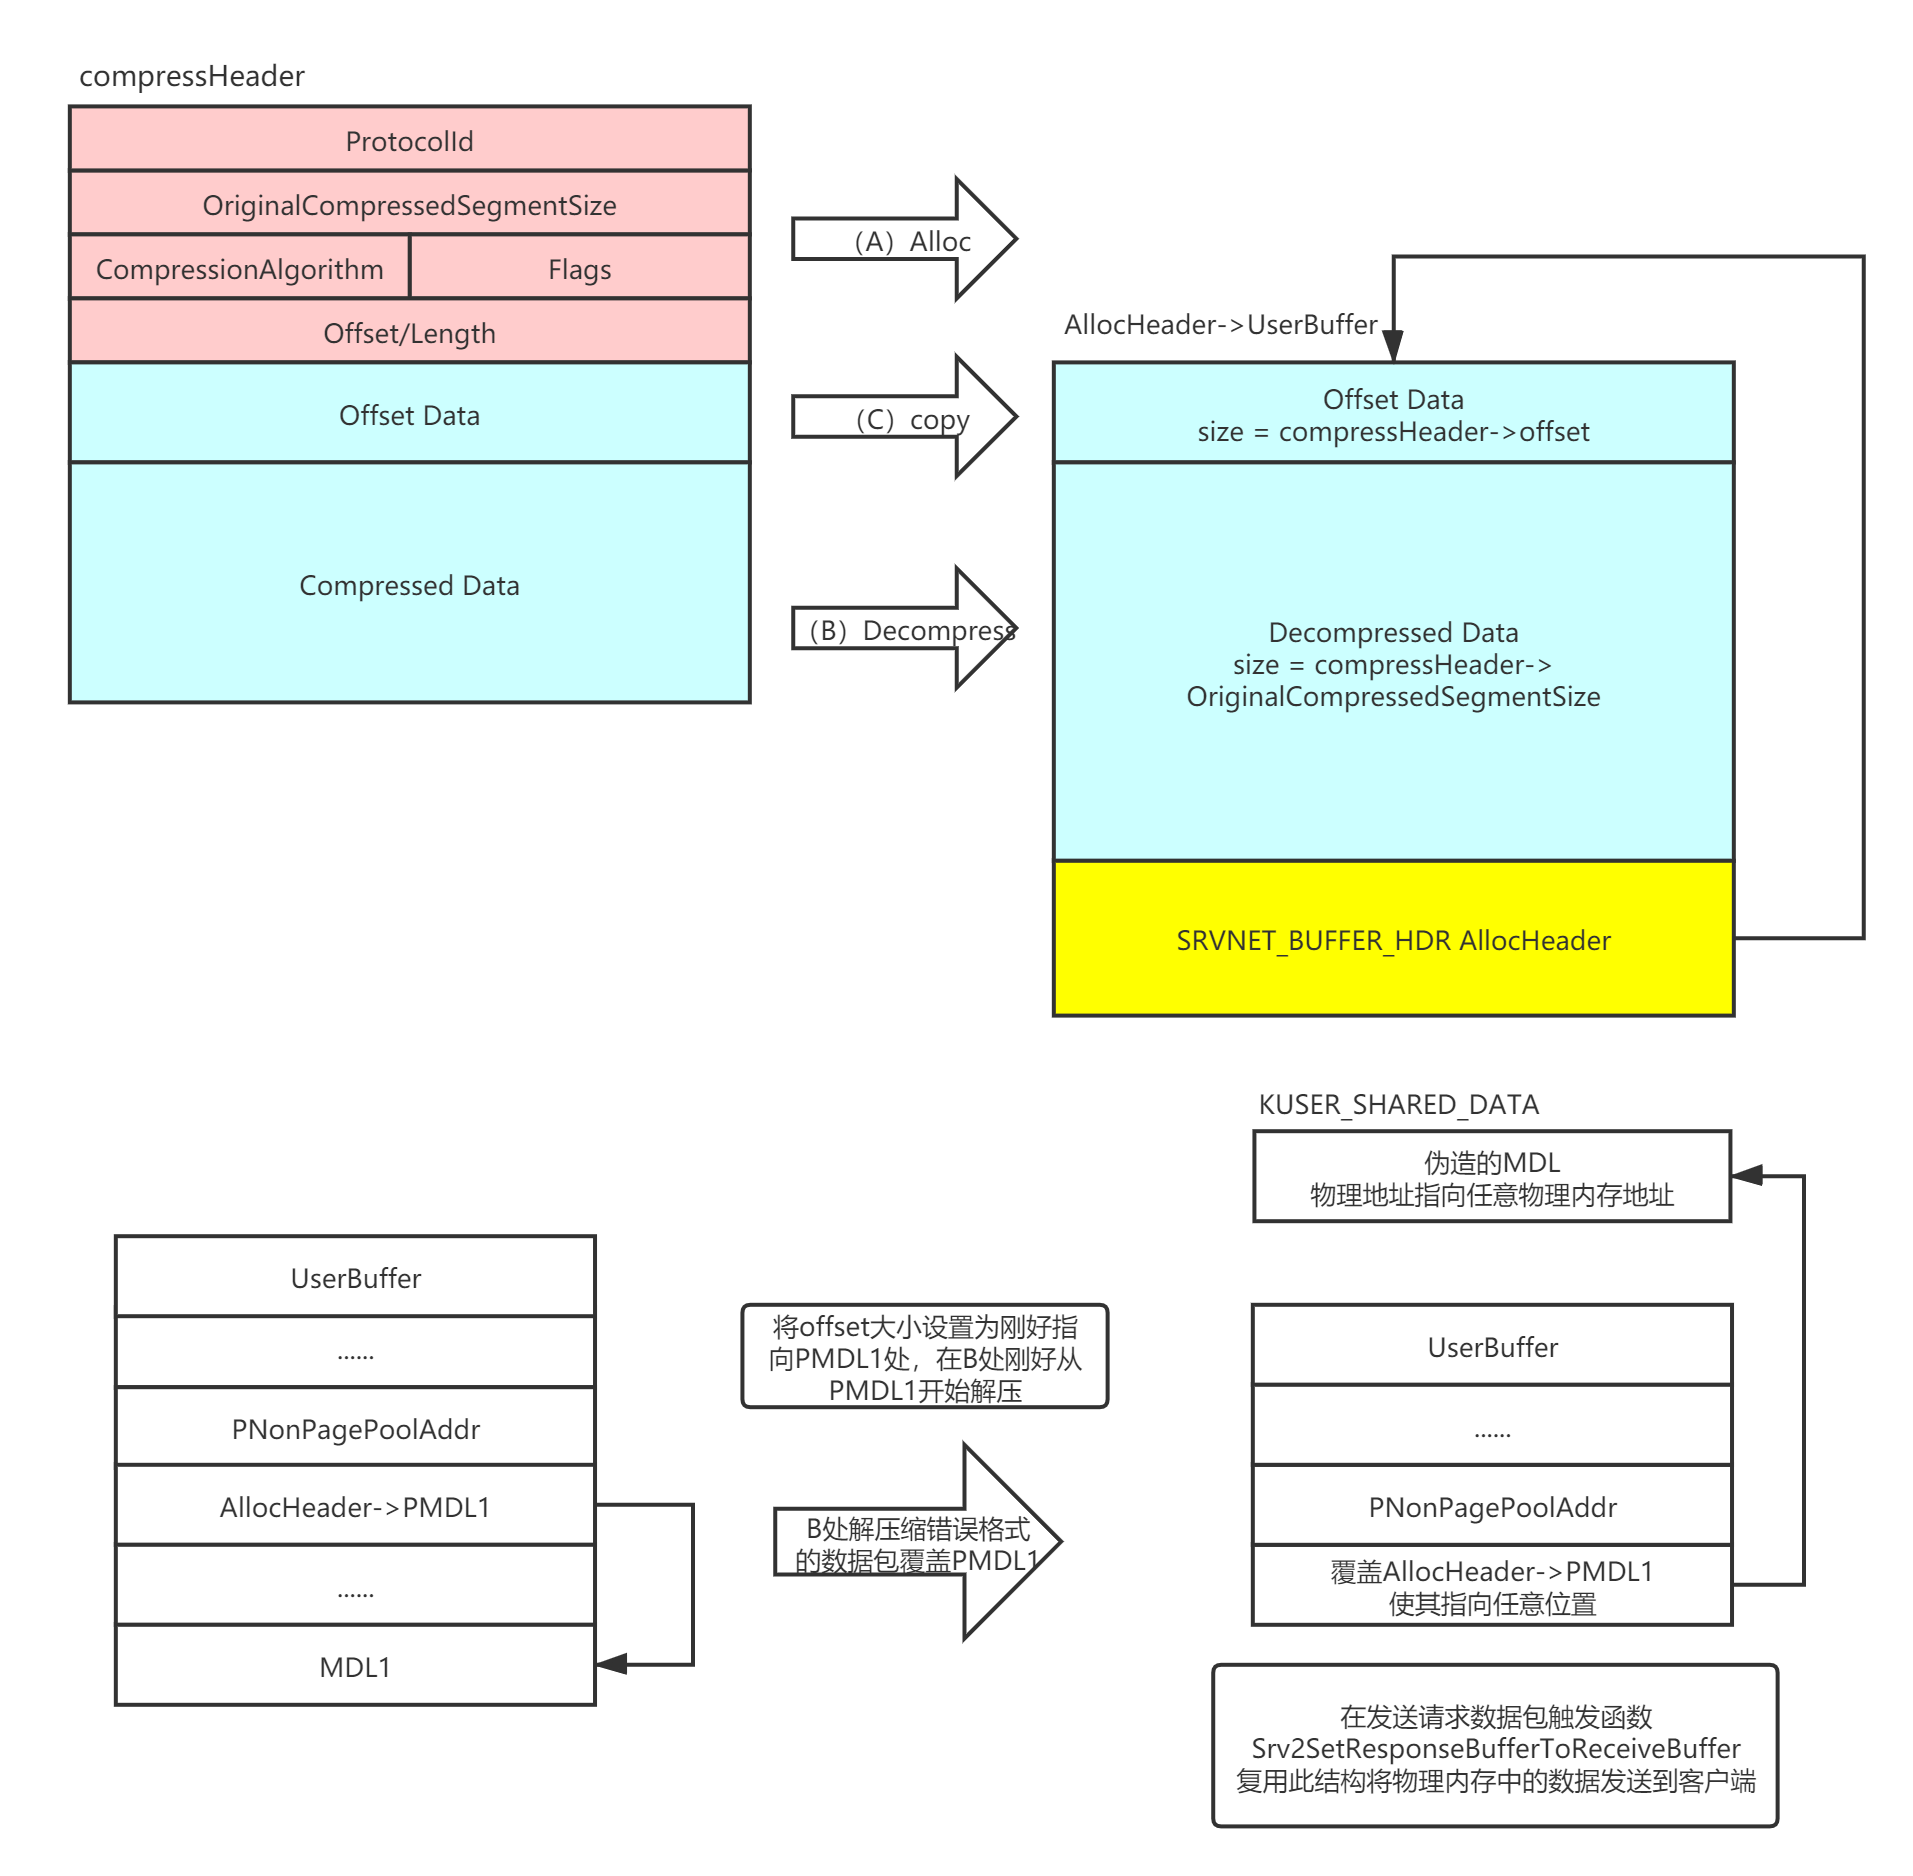 compressHeader
ProtocolId
OriginalCompressedSegmentSize
CompressionAlgorithm
Flags
Offset/Length
Offset Data
Compressed Data
（A）Alloc
（C）copy
（B）Decompress
AllocHeader->UserBuffer
Offset Data
size = compressHeader->offset
Decompressed Data
size = compressHeader->
OriginalCompressedSegmentSize
SRVNET_BUFFER_HDR AllocHeader
UserBuffer
......
PNonPagePoolAddr
AllocHeader->PMDL1
......
MDL1
将offset大小设置为刚好指
向PMDL1处，在B处刚好从
PMDL1开始解压
B处解压缩错误格式
的数据包覆盖PMDL1
KUSER_SHARED_DATA
伪造的MDL
物理地址指向任意物理内存地址
UserBuffer
......
PNonPagePoolAddr
覆盖AllocHeader->PMDL1
使其指向任意位置
在发送请求数据包触发函数
Srv2SetResponseBufferToReceiveBuffer
复用此结构将物理内存中的数据发送到客户端